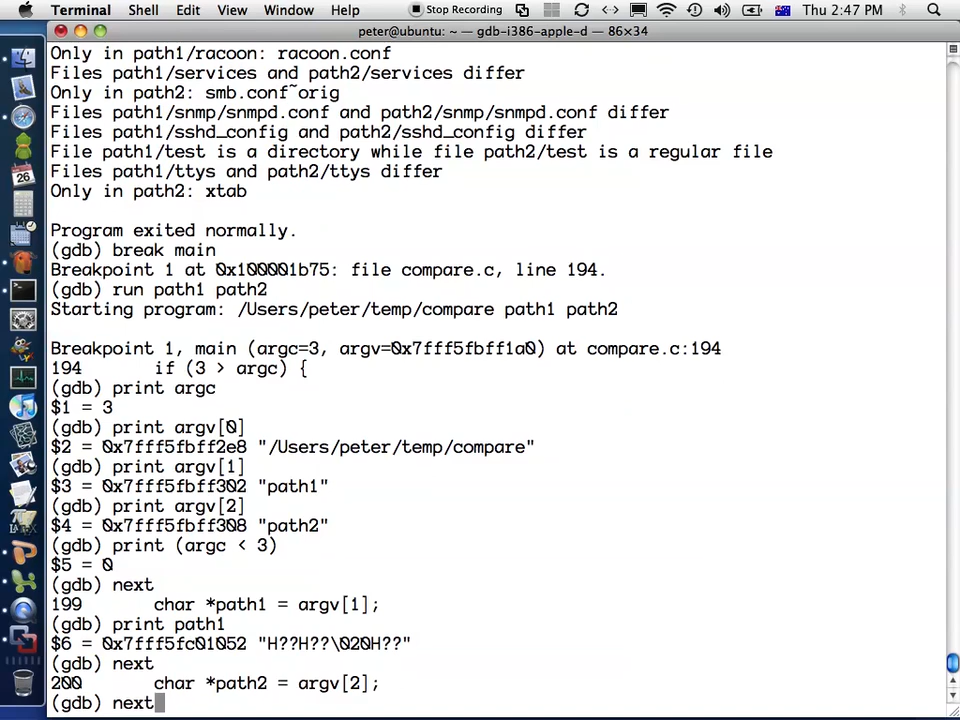 Terminal Shell Edit View Window Help Stop Recording Thu 2:47 PM
peter@ubuntu: ~ — gdb-i386-apple-d — 86×34
Only in path1/racoon: racoon.conf
Files path1/services and path2/services differ
Only in path2: smb.conf~orig
Files path1/snmp/snmpd.conf and path2/snmp/snmpd.conf differ
Files path1/sshd_config and path2/sshd_config differ
File path1/test is a directory while file path2/test is a regular file
Files path1/ttys and path2/ttys differ
Only in path2: xtab
Program exited normally.
(gdb) break main
Breakpoint 1 at 0x100001b75: file compare.c, line 194.
(gdb) run path1 path2
Starting program: /Users/peter/temp/compare path1 path2
Breakpoint 1, main (argc=3, argv=0x7fff5fbff1a0) at compare.c:194
194 if (3 > argc) {
(gdb) print argc
$1 = 3
(gdb) print argv[0]
$2 = 0x7fff5fbff2e8 "/Users/peter/temp/compare"
(gdb) print argv[1]
$3 = 0x7fff5fbff302 "path1"
(gdb) print argv[2]
$4 = 0x7fff5fbff308 "path2"
(gdb) print (argc < 3)
$5 = 0
(gdb) next
199 char *path1 = argv[1];
(gdb) print path1
$6 = 0x7fff5fc01052 "H??H??\020H??"
(gdb) next
200 char *path2 = argv[2];
(gdb) next